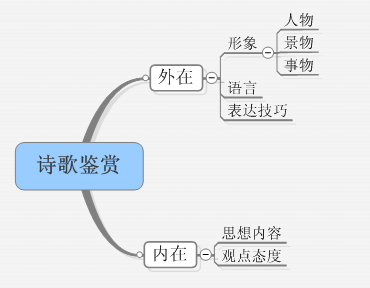 诗歌鉴赏
外在
形象
人物
景物
事物
语言
表达技巧
内在
思想内容
观点态度